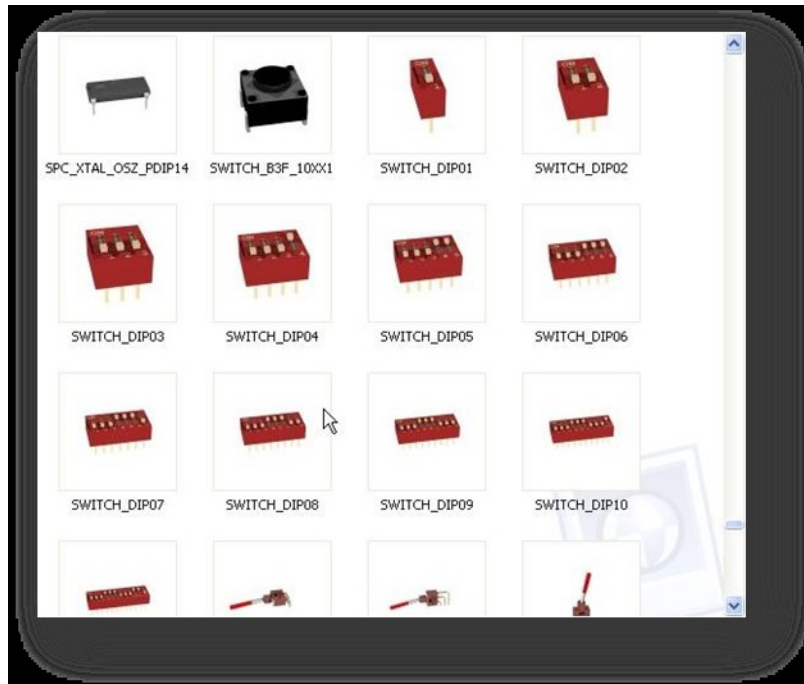 SPC_XTAL_OSZ_PDIP14
SWITCH_B3F_10XX1
SWITCH_DIP01
SWITCH_DIP02
SWITCH_DIP03
SWITCH_DIP04
SWITCH_DIP05
SWITCH_DIP06
SWITCH_DIP07
SWITCH_DIP08
SWITCH_DIP09
SWITCH_DIP10